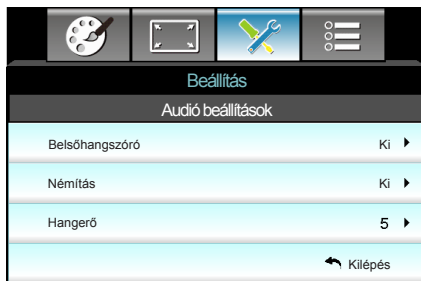 Beállítás
Audió beállítások
Belsőhangszóró Ki
Némítás Ki
Hangerő 5
Kilépés